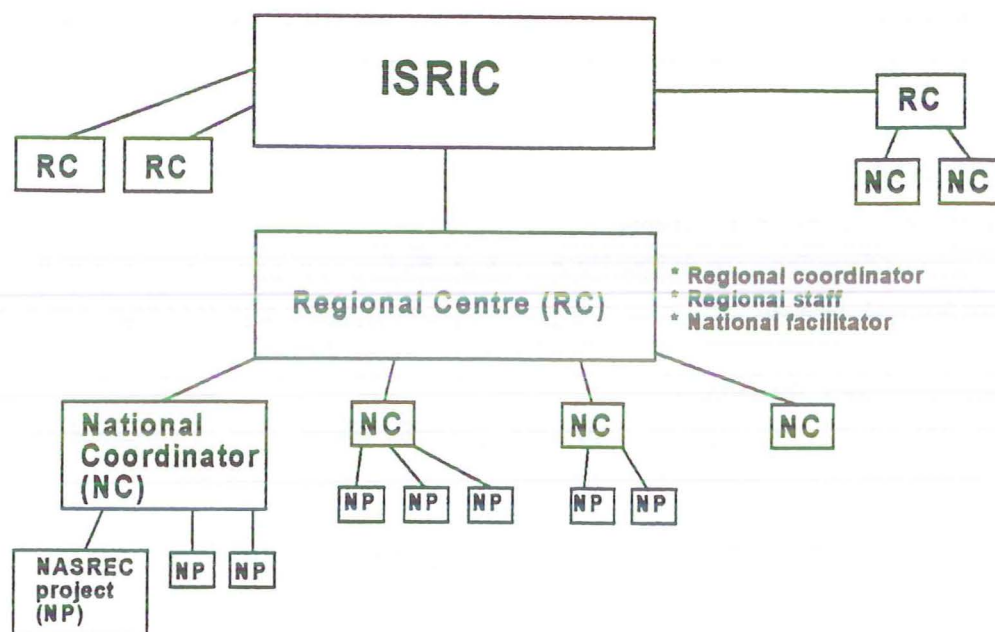 ISRIC
RC
RC
RC
NC
NC
Regional Centre (RC)
* Regional coordinator
* Regional staff
* National facilitator
National
Coordinator
(NC)
NC
NC
NC
NP
NP
NP
NP
NP
NASREC
project
(NP)
NP
NP